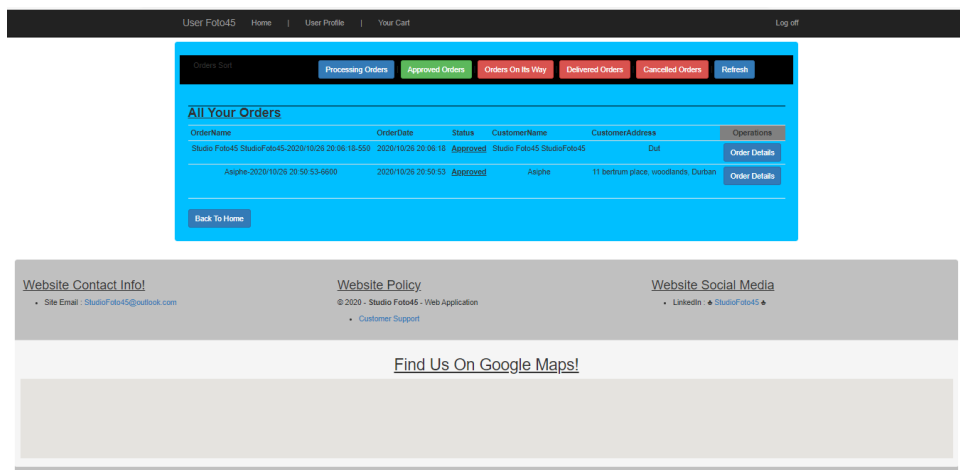 User Foto45 Home | User Profile | Your Cart Log off
Orders Sort Processing Orders Approved Orders Orders On Its Way Delivered Orders Cancelled Orders Refresh
All Your Orders
OrderName OrderDate Status CustomerName CustomerAddress Operations
Studio Foto45 StudioFoto45-2020/10/26 20:06:18-550 2020/10/26 20:06:18 Approved Studio Foto45 StudioFoto45 Dut Order Details
Asiphe-2020/10/26 20:50:53-6600 2020/10/26 20:50:53 Approved Asiphe 11 bertrum place, woodlands, Durban Order Details
Back To Home
Website Contact Info! Website Policy Website Social Media
• Site Email : StudioFoto45@outlook.com © 2020 - Studio Foto45 - Web Application • LinkedIn : ♣ StudioFoto45 ♣
• Customer Support
Find Us On Google Maps!